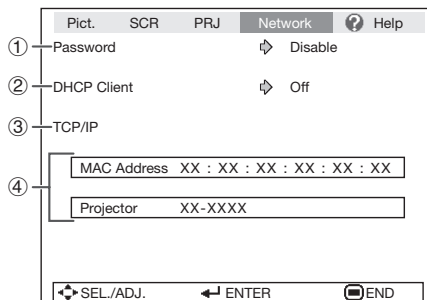 Pict. SCR PRJ Network ? Help
① Password Disable
② DHCP Client Off
③ TCP/IP
④
MAC Address XX : XX : XX : XX : XX : XX
Projector XX-XXXX
SEL./ADJ. ENTER END